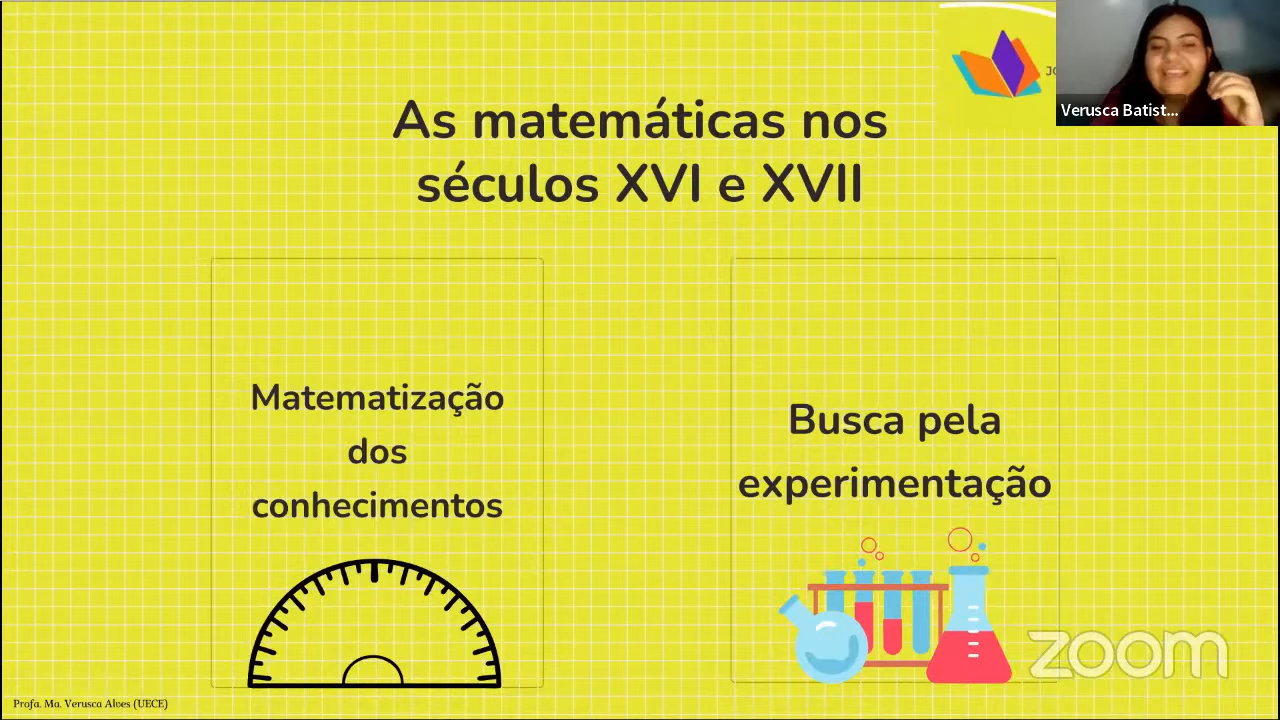 As matemáticas nos
séculos XVI e XVII
Verusca Batist...
Matematização
dos
conhecimentos
Busca pela
experimentação
zoom
Profa. Ma. Verusca Alves (UECE)